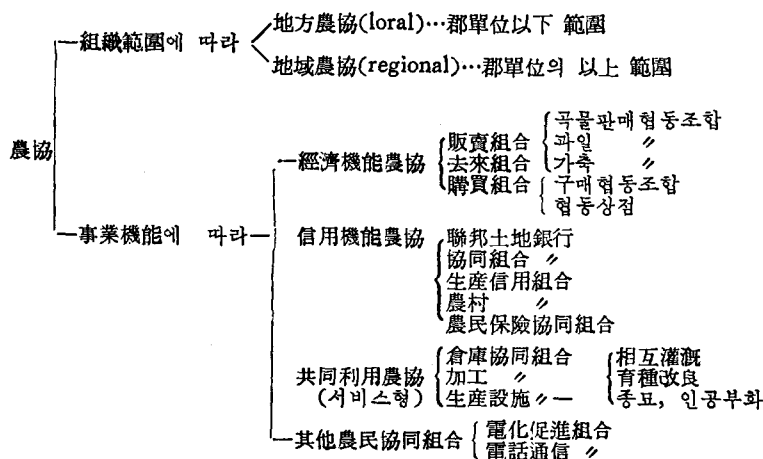 地方農協(loral)…郡單位以下 範圍
組織範圍에 따라
地域農協(regional)…郡單位의 以上 範圍
곡물판매협동조합
農協
販賣組合 과일 〃
經濟機能農協 去來組合 가축 〃
購買組合 구매협동조합
협동상점
事業機能에 따라
信用機能農協 聯邦土地銀行
協同組合 〃
生産信用組合
農村 〃
農民保險協同組合
倉庫協同組合 相互灌漑
共同利用農協 加工 〃 育種改良
(서비스형) 生産設施〃 종묘, 인공부화
其他農民協同組合 電化促進組合
電話通信 〃